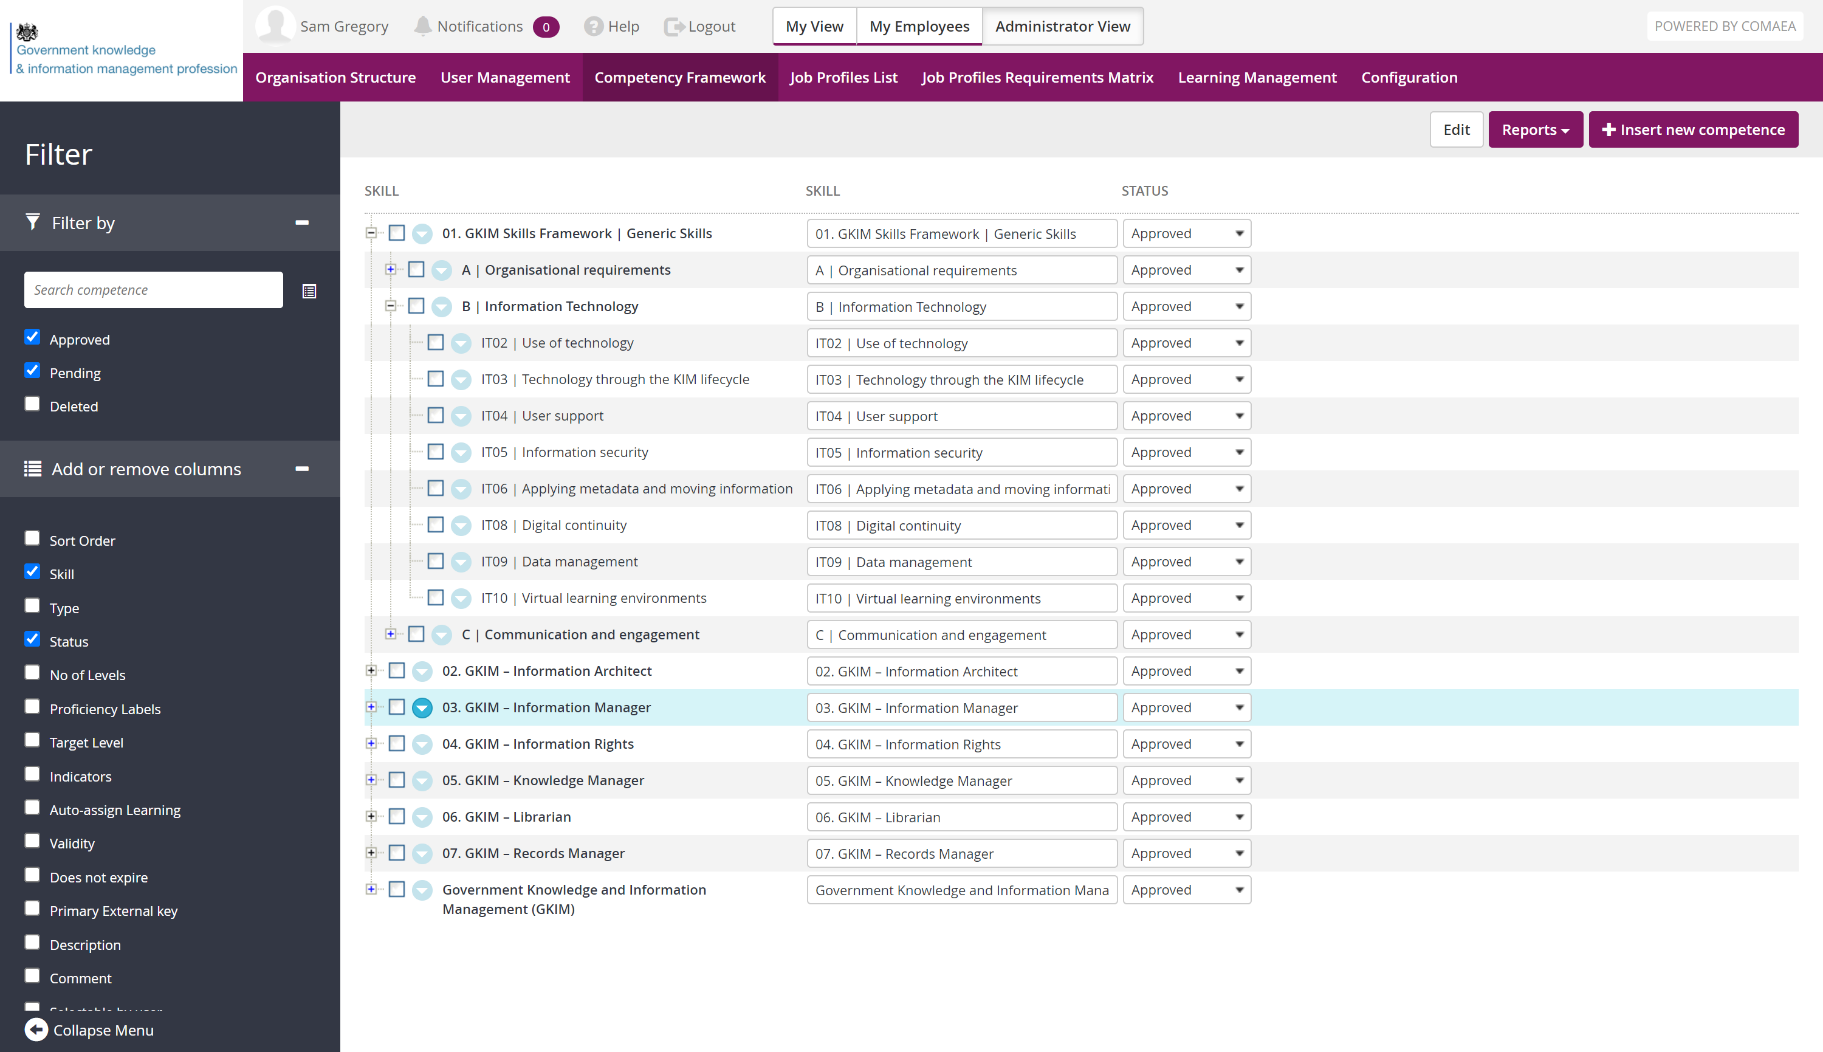 Government knowledge
& information management profession
Sam Gregory
Notifications 0
Help
Logout
My View
My Employees
Administrator View
POWERED BY COMAEA
Organisation Structure
User Management
Competency Framework
Job Profiles List
Job Profiles Requirements Matrix
Learning Management
Configuration
Filter
Filter by
Search competence
Approved
Pending
Deleted
Add or remove columns
Sort Order
Skill
Type
Status
No of Levels
Proficiency Labels
Target Level
Indicators
Auto-assign Learning
Validity
Does not expire
Primary External key
Description
Comment
Collapse Menu
Edit
Reports
Insert new competence
SKILL SKILL STATUS
01. GKIM Skills Framework | Generic Skills 01. GKIM Skills Framework | Generic Skills Approved
A | Organisational requirements A | Organisational requirements Approved
B | Information Technology B | Information Technology Approved
IT02 | Use of technology IT02 | Use of technology Approved
IT03 | Technology through the KIM lifecycle IT03 | Technology through the KIM lifecycle Approved
IT04 | User support IT04 | User support Approved
IT05 | Information security IT05 | Information security Approved
IT06 | Applying metadata and moving information IT06 | Applying metadata and moving informati Approved
IT08 | Digital continuity IT08 | Digital continuity Approved
IT09 | Data management IT09 | Data management Approved
IT10 | Virtual learning environments IT10 | Virtual learning environments Approved
C | Communication and engagement C | Communication and engagement Approved
02. GKIM – Information Architect 02. GKIM – Information Architect Approved
03. GKIM – Information Manager 03. GKIM – Information Manager Approved
04. GKIM – Information Rights 04. GKIM – Information Rights Approved
05. GKIM – Knowledge Manager 05. GKIM – Knowledge Manager Approved
06. GKIM – Librarian 06. GKIM – Librarian Approved
07. GKIM – Records Manager 07. GKIM – Records Manager Approved
Government Knowledge and Information Government Knowledge and Information Mana Approved
Management (GKIM)